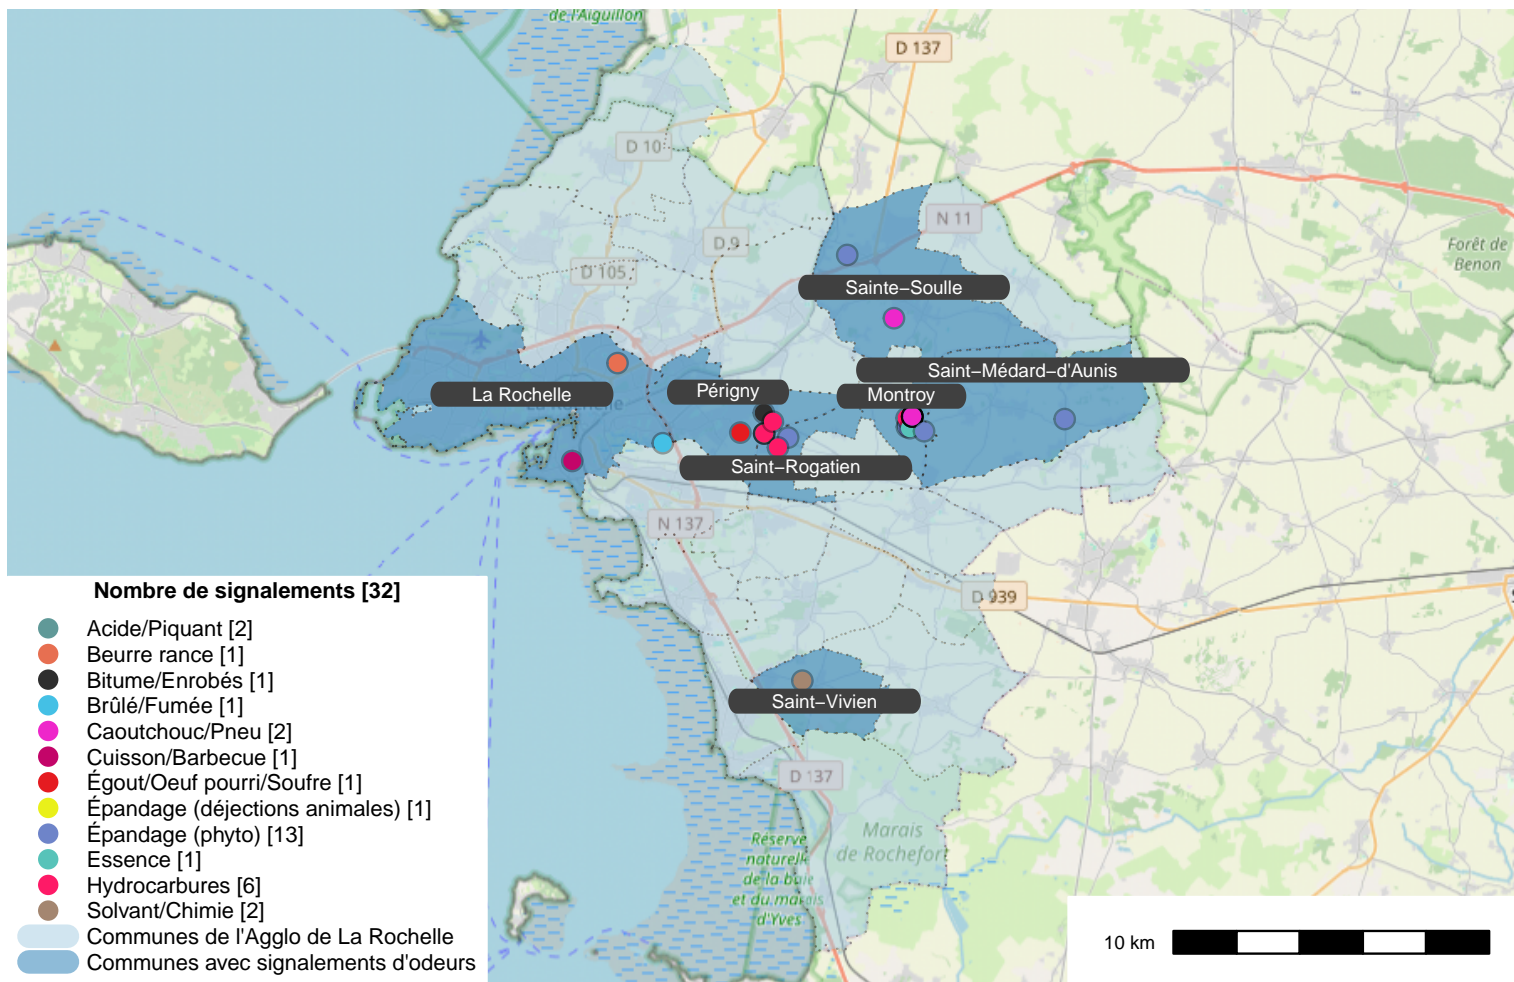 de l'Aiguillon
D 137
D 10
N 11
D 9
D 105
Forêt de
Benon
Sainte–Soulle
Saint–Médard–d'Aunis
La Rochelle
Périgny
Montroy
Saint–Rogatien
N 137
D 939
Saint–Vivien
D 137
Marais
de Rochefort
Réserve
naturelle
de la baie
et du marais
d'Yves
Nombre de signalements [32]
Acide/Piquant [2]
Beurre rance [1]
Bitume/Enrobés [1]
Brûlé/Fumée [1]
Caoutchouc/Pneu [2]
Cuisson/Barbecue [1]
Égout/Oeuf pourri/Soufre [1]
Épandage (déjections animales) [1]
Épandage (phyto) [13]
Essence [1]
Hydrocarbures [6]
Solvant/Chimie [2]
Communes de l'Agglo de La Rochelle
Communes avec signalements d'odeurs
10 km